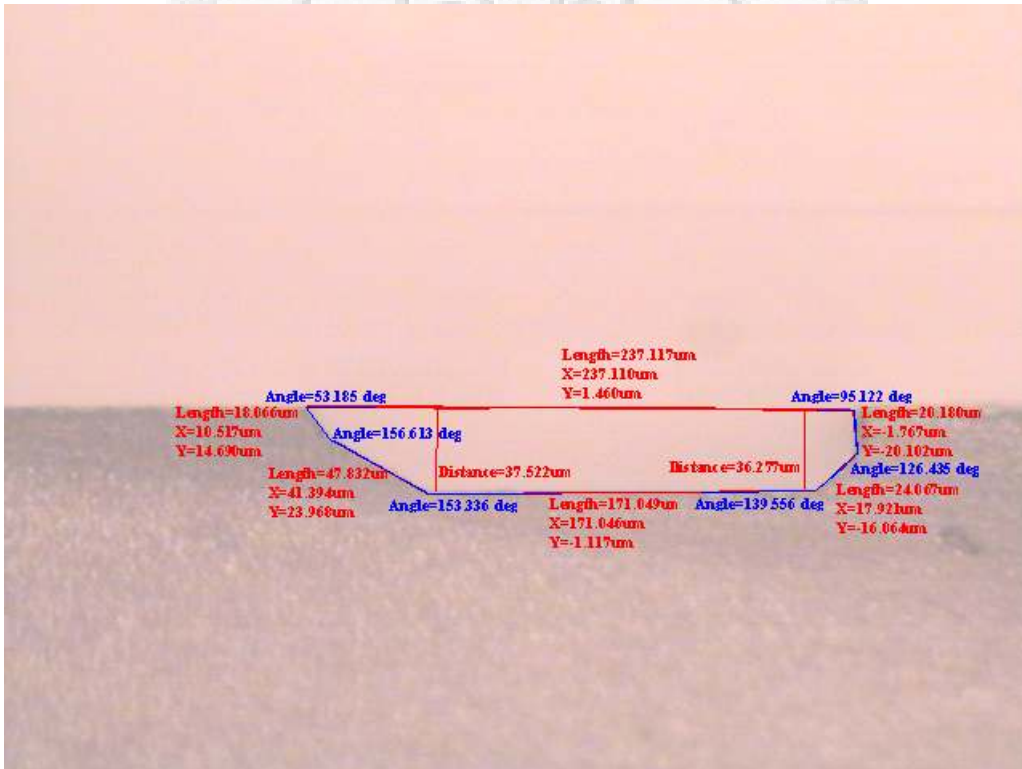 Length=237.117um
X=237.110um
Y=1.460um
Angle=53.185 deg
Angle=95.122 deg
Length=18.066um
X=10.517um
Y=14.690um
Length=20.180um
X=-1.767um
Y=-20.102um
Angle=156.613 deg
Angle=126.435 deg
Length=47.832um
X=41.394um
Y=23.968um
Distance=37.522um
Distance=36.277um
Angle=153.336 deg
Length=171.049um
X=171.046um
Y=-1.117um
Angle=139.556 deg
Length=24.067um
X=17.921um
Y=-16.064um